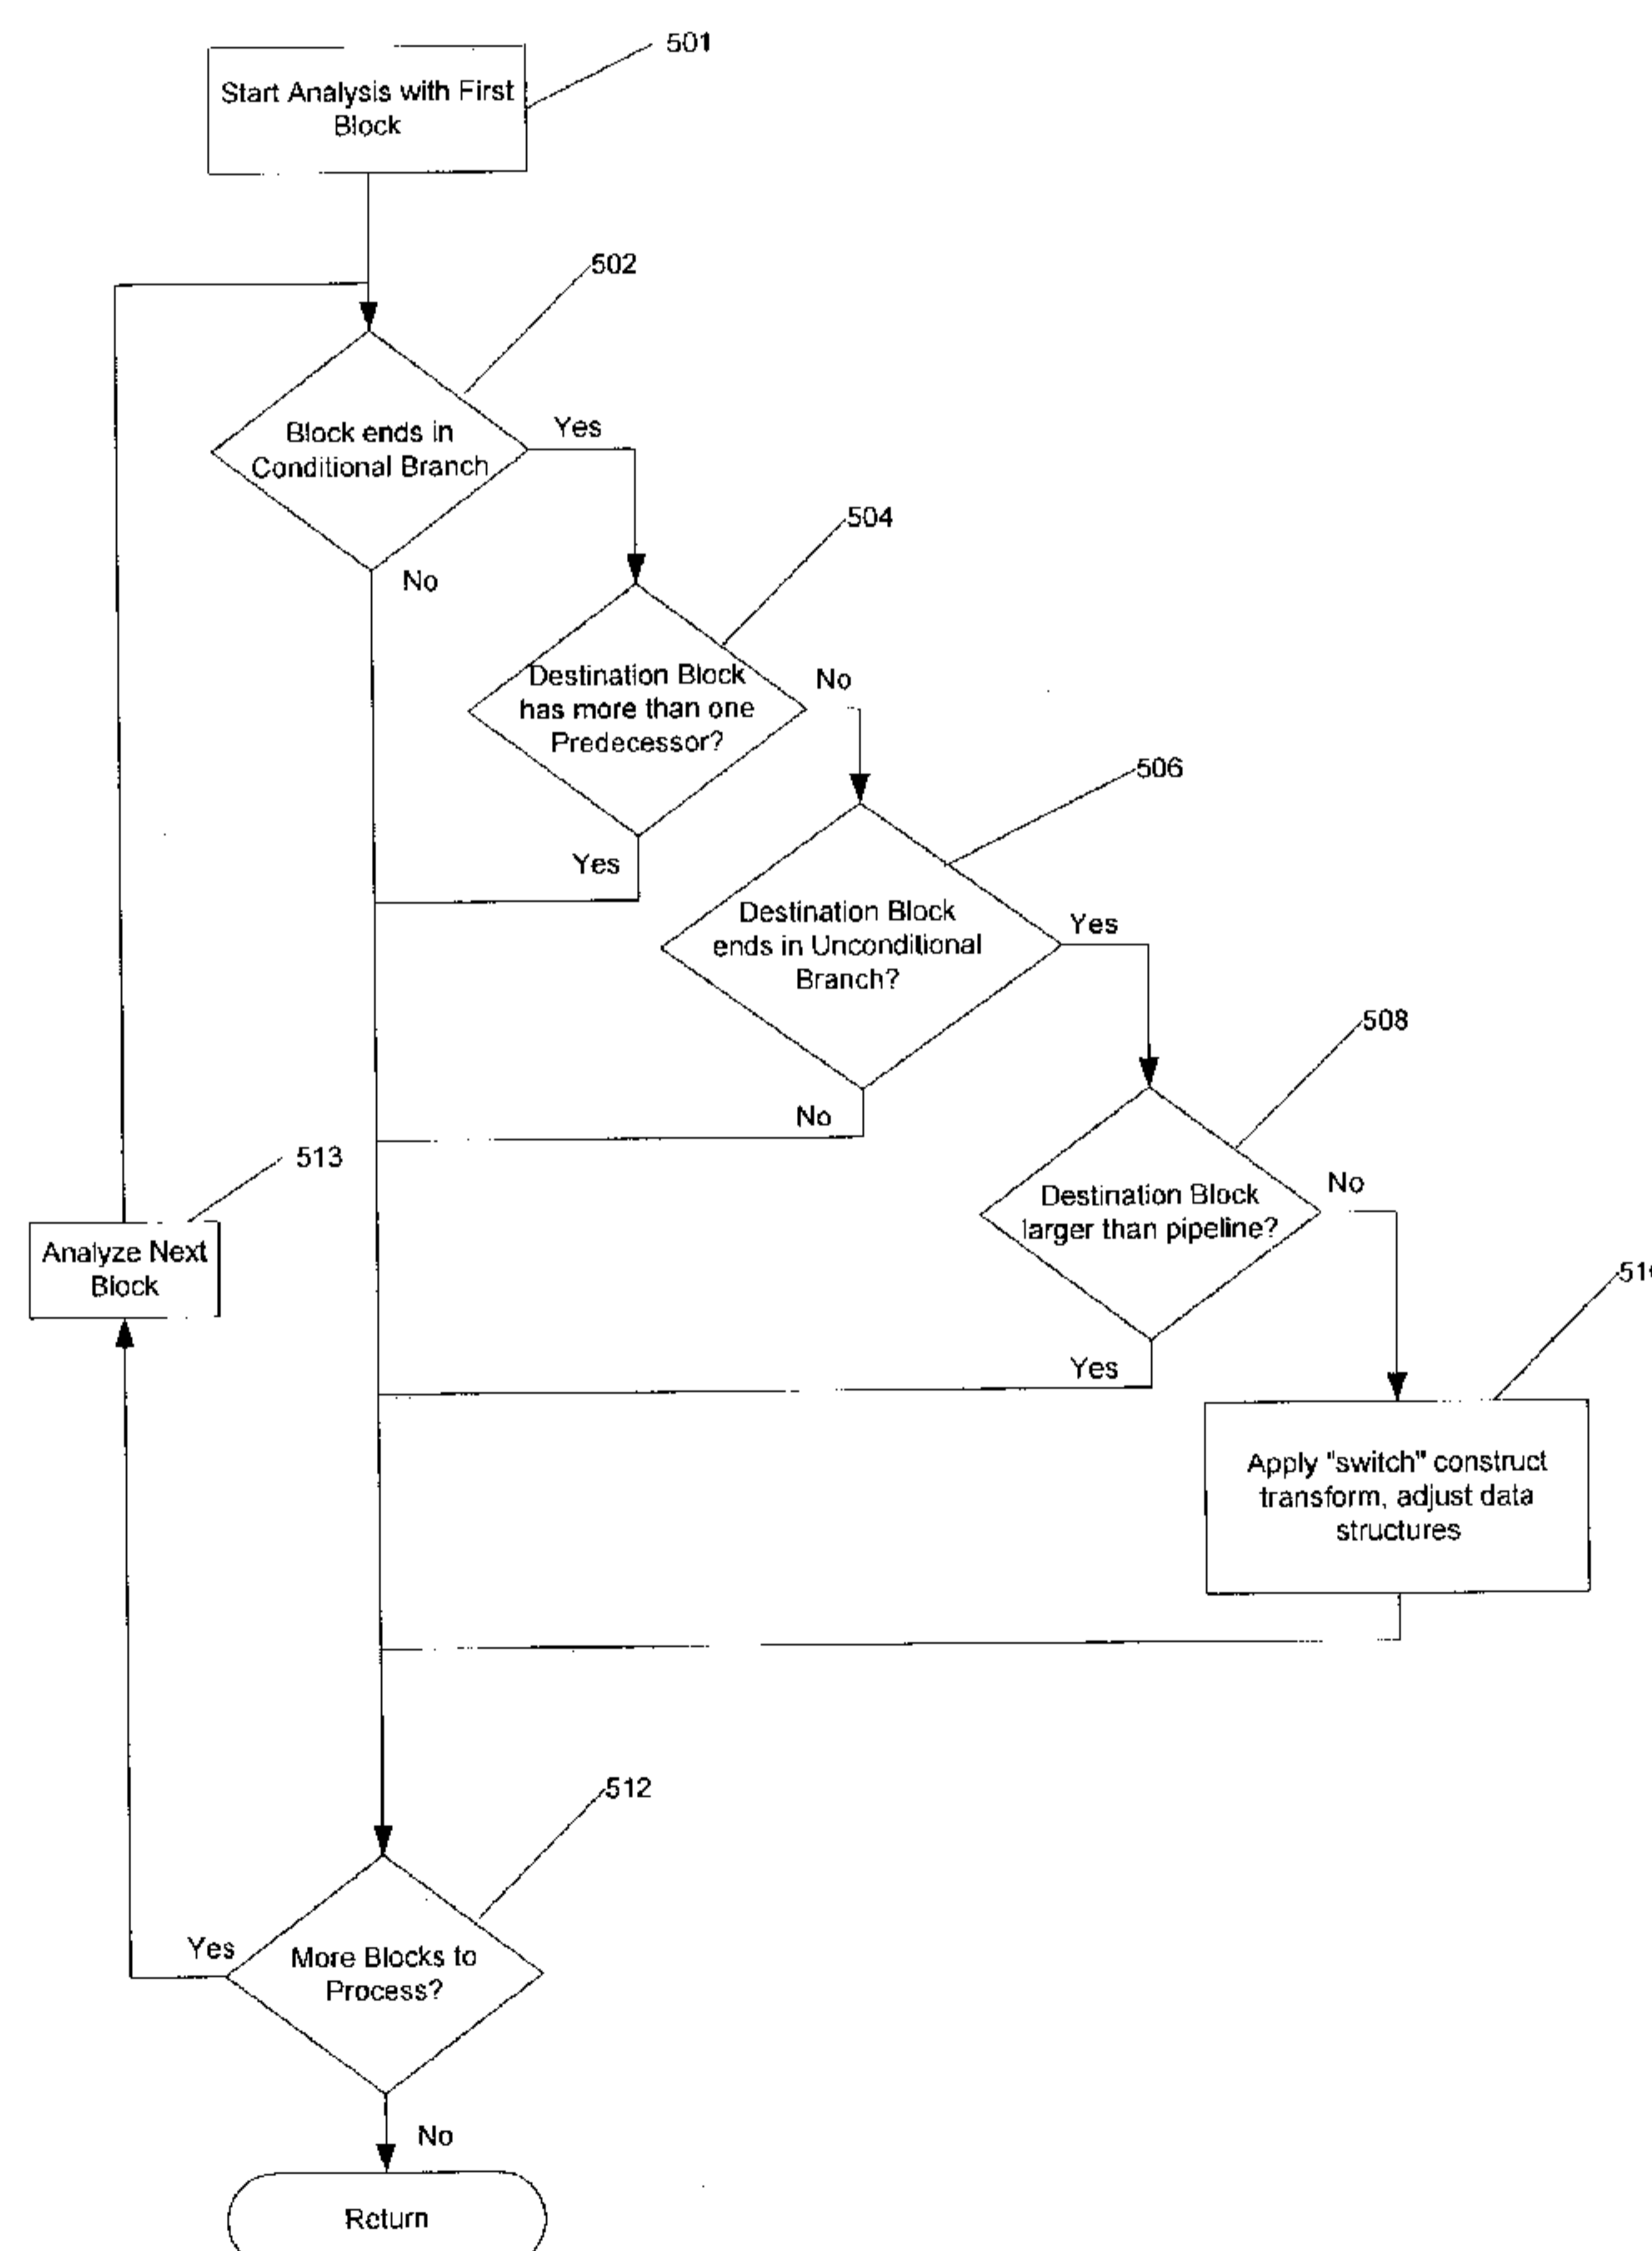 501
Start Analysis with First
Block
502
Block ends in
Conditional Branch
Yes
No
504
Destination Block
has more than one
Predecessor?
No
Yes
506
Destination Block
ends in Unconditional
Branch?
Yes
No
508
Destination Block
larger than pipeline?
No
Yes
513
Analyze Next
Block
Apply "switch" construct
transform, adjust data
structures
512
More Blocks to
Process?
Yes
No
Return